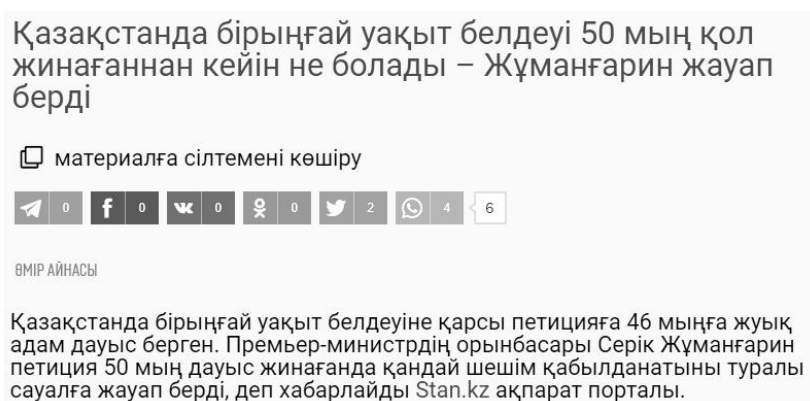 Қазақстанда бірыңғай уақыт белдеуі 50 мың қол
жинағаннан кейін не болады – Жұманғарин жауап
берді
материалға сілтемені көшіру
0 0 0 0 2 4 6
ӨМІР АЙНАСЫ
Қазақстанда бірыңғай уақыт белдеуіне қарсы петицияға 46 мыңға жуық
адам дауыс берген. Премьер-министрдің орынбасары Серік Жұманғарин
петиция 50 мың дауыс жинағанда қандай шешім қабылданатыны туралы
сауалға жауап берді, деп хабарлайды Stan.kz ақпарат порталы.